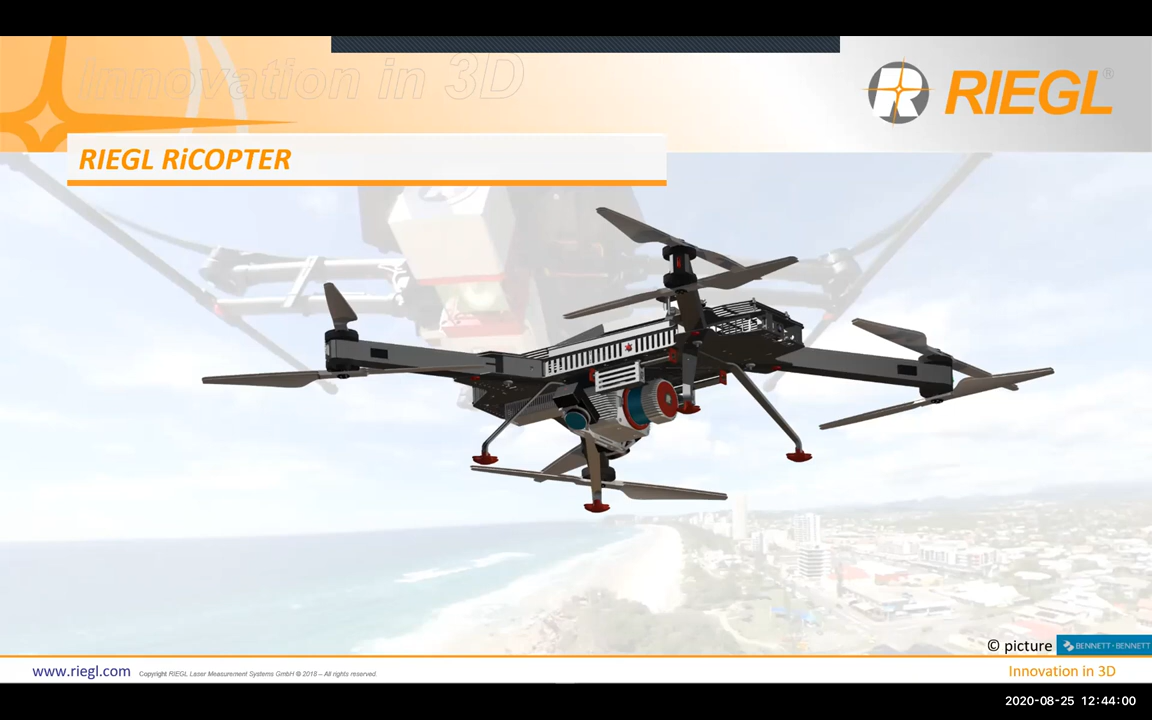 Innovation in 3D
RIEGL®
RIEGL RiCOPTER
© picture BENNETT+BENNETT
www.riegl.com Copyright RIEGL Laser Measurement Systems GmbH © 2018 – All rights reserved.
Innovation in 3D
2020-08-25 12:44:00